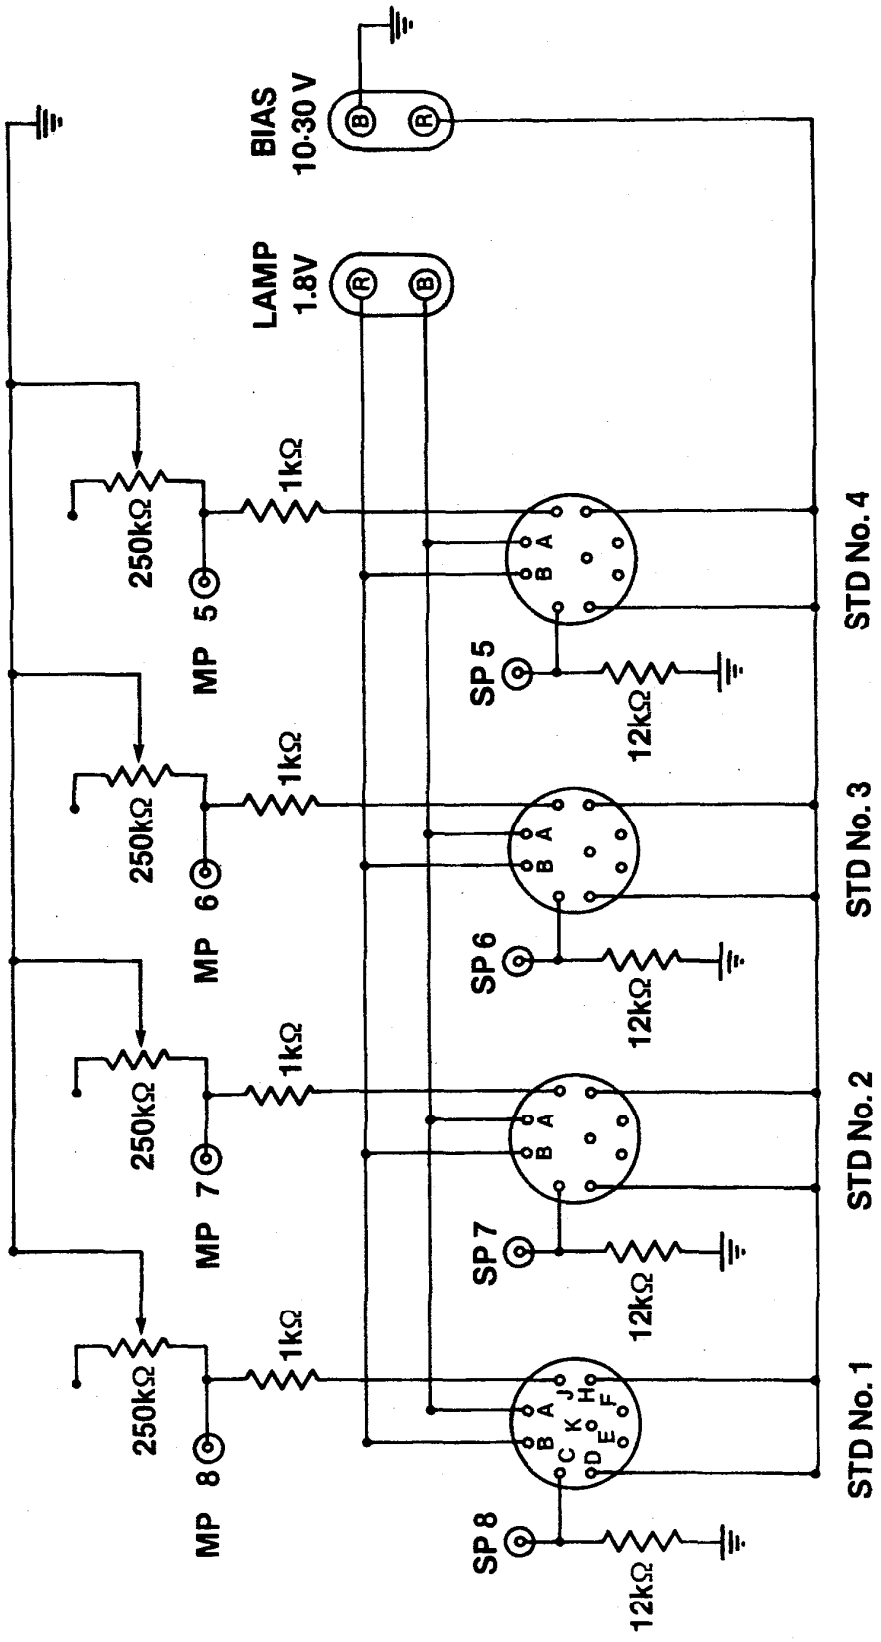 250kΩ
250kΩ
250kΩ
250kΩ
MP 8
MP 7
MP 6
MP 5
1kΩ
1kΩ
1kΩ
1kΩ
LAMP
1.8V
R
B
BIAS
10-30 V
B
R
SP 8
SP 7
SP 6
SP 5
B A
C J
K
D H
E F
B A
B A
B A
12kΩ
12kΩ
12kΩ
12kΩ
STD No. 1
STD No. 2
STD No. 3
STD No. 4